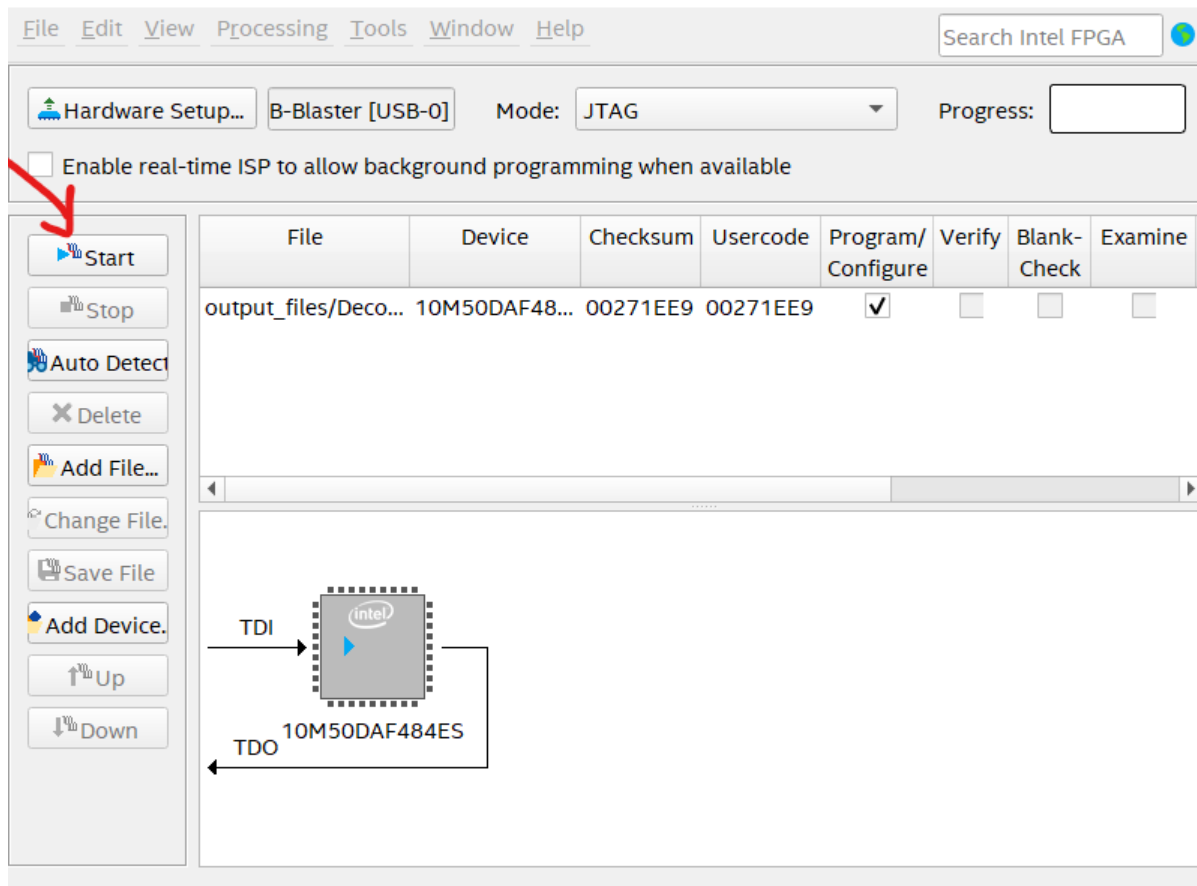 File Edit View Processing Tools Window Help
Search Intel FPGA
Hardware Setup... B-Blaster [USB-0] Mode: JTAG Progress:
Enable real-time ISP to allow background programming when available
Start
Stop
Auto Detect
Delete
Add File...
Change File.
Save File
Add Device.
Up
Down
File Device Checksum Usercode Program/ Verify Blank- Examine
Configure Check
output_files/Deco... 10M50DAF48... 00271EE9 00271EE9
intel
TDI
10M50DAF484ES
TDO